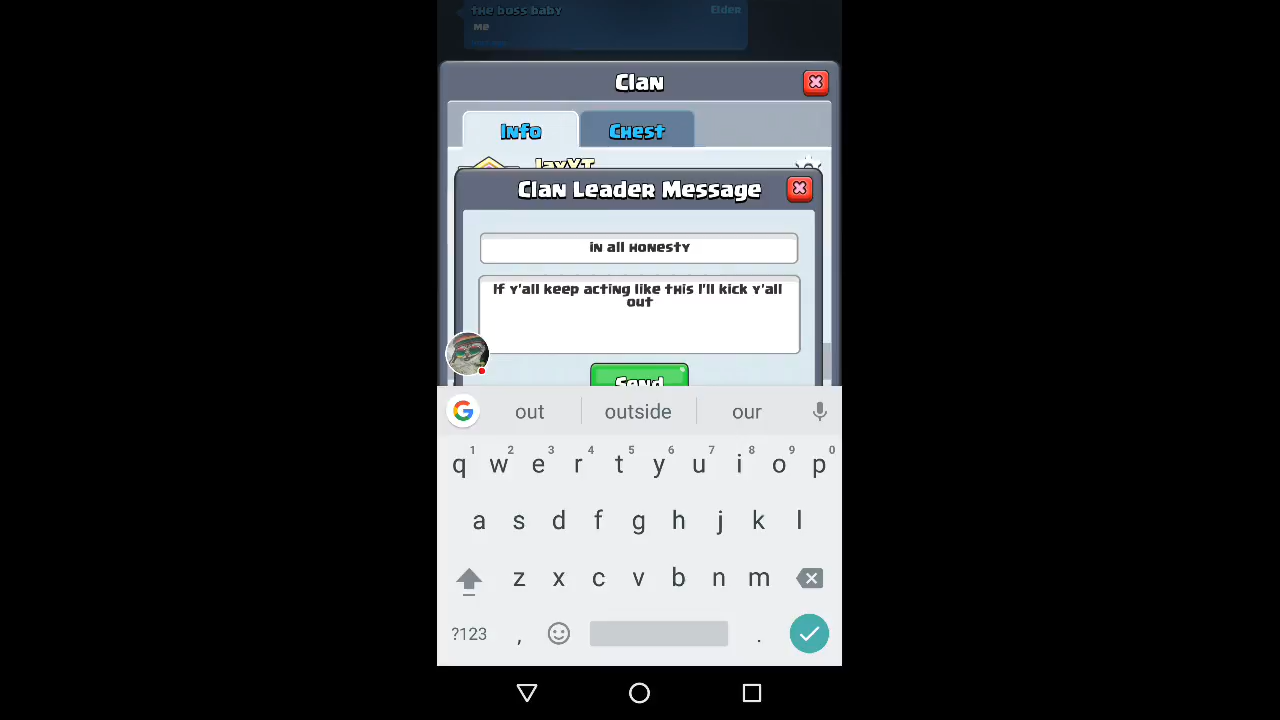 the boss baby Elder
me
Clan
Info Chest
JaxYT
Clan Leader Message
in all honesty
If y'all keep acting like this I'll kick y'all
out
Send
out outside our
1 2 3 4 5 6 7 8 9 0
q w e r t y u i o p
a s d f g h j k l
z x c v b n m
?123 , .